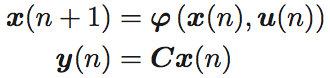 x(n + 1) = φ (x(n), u(n))
y(n) = Cx(n)